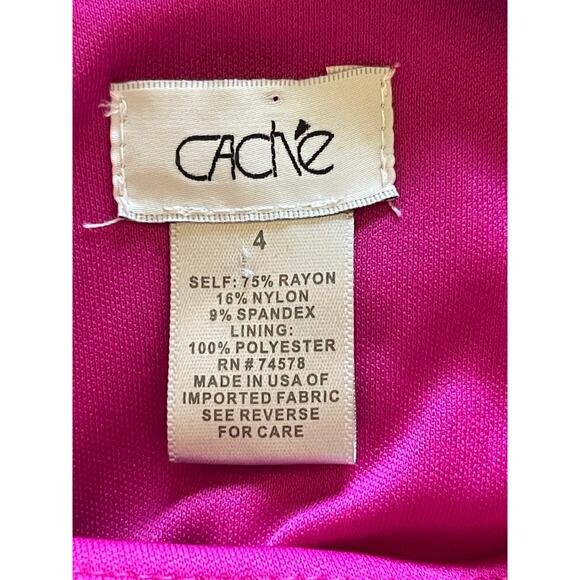 CACHÉ
4
SELF: 75% RAYON
16% NYLON
9% SPANDEX
LINING:
100% POLYESTER
RN # 74578
MADE IN USA OF
IMPORTED FABRIC
SEE REVERSE
FOR CARE